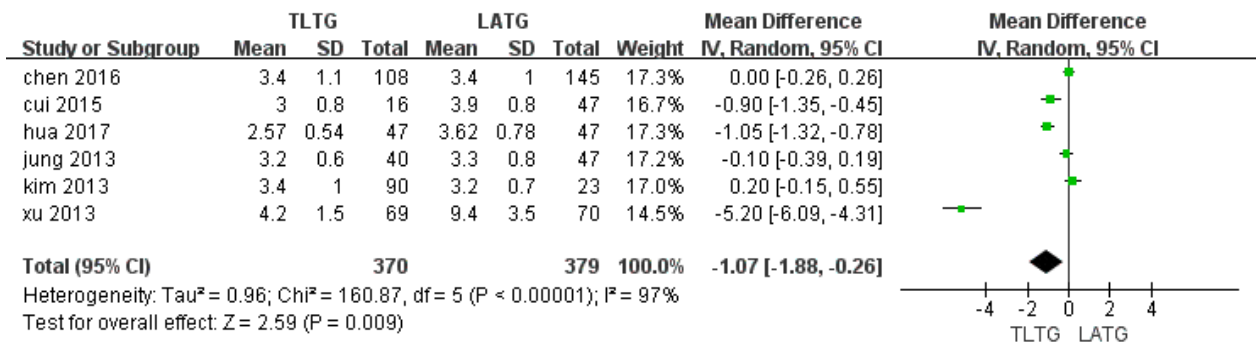 TLTG LATG Mean Difference Mean Difference
Study or Subgroup Mean SD Total Mean SD Total Weight IV, Random, 95% CI IV, Random, 95% CI
chen 2016 3.4 1.1 108 3.4 1 145 17.3% 0.00 [-0.26, 0.26]
cui 2015 3 0.8 16 3.9 0.8 47 16.7% -0.90 [-1.35, -0.45]
hua 2017 2.57 0.54 47 3.62 0.78 47 17.3% -1.05 [-1.32, -0.78]
jung 2013 3.2 0.6 40 3.3 0.8 47 17.2% -0.10 [-0.39, 0.19]
kim 2013 3.4 1 90 3.2 0.7 23 17.0% 0.20 [-0.15, 0.55]
xu 2013 4.2 1.5 69 9.4 3.5 70 14.5% -5.20 [-6.09, -4.31]
Total (95% CI) 370 379 100.0% -1.07 [-1.88, -0.26]
Heterogeneity: Tau² = 0.96; Chi² = 160.87, df = 5 (P < 0.00001); I² = 97%
Test for overall effect: Z = 2.59 (P = 0.009)
-4 -2 0 2 4
TLTG LATG